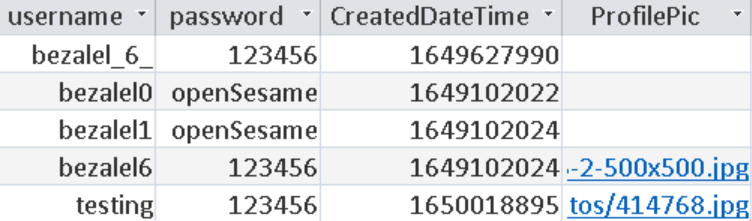 username password CreatedDateTime ProfilePic
bezalel_6_ 123456 1649627990
bezalel0 openSesame 1649102022
bezalel1 openSesame 1649102024
bezalel6 123456 1649102024 -2-500x500.jpg
testing 123456 1650018895 tos/414768.jpg